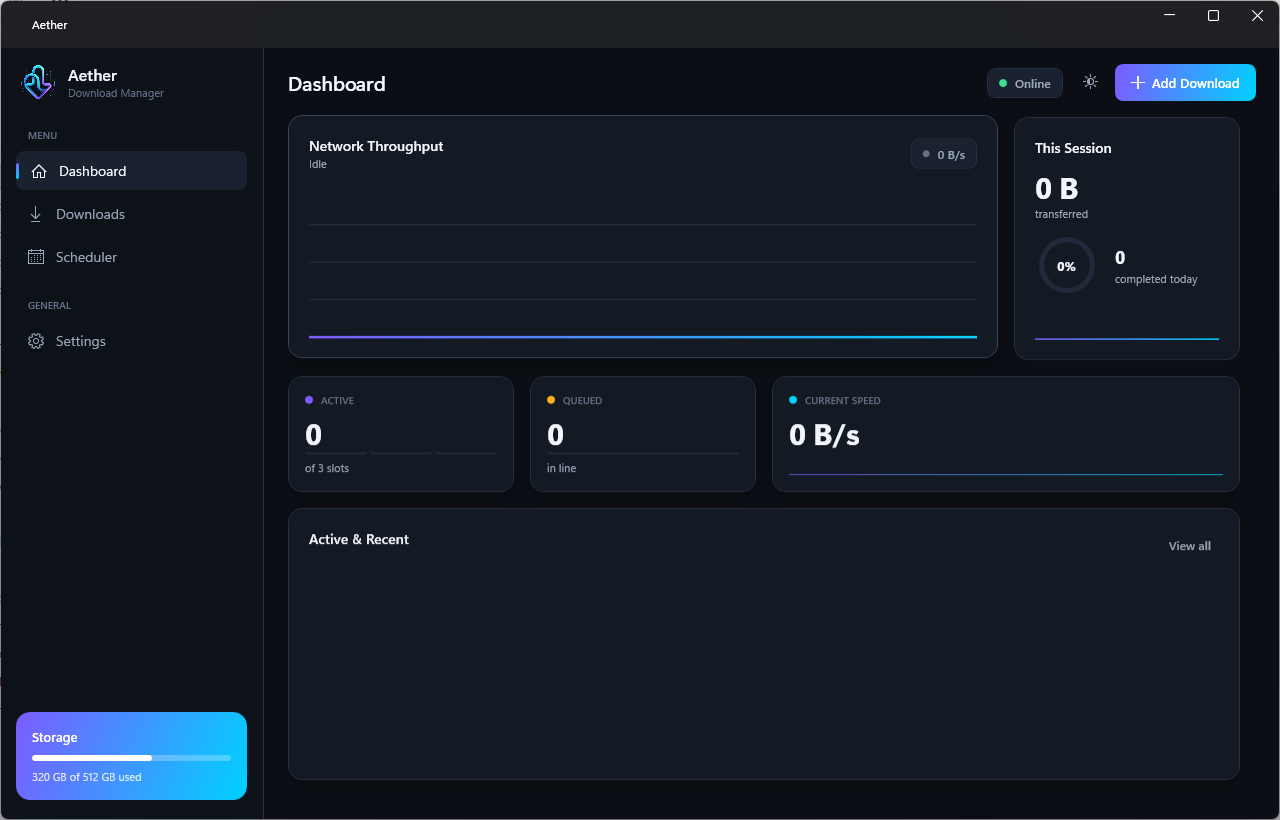 Aether
Aether
Download Manager
MENU
Dashboard
Downloads
Scheduler
GENERAL
Settings
Storage
320 GB of 512 GB used
Dashboard
Online
Add Download
Network Throughput
Idle
0 B/s
This Session
0 B
transferred
0%
0
completed today
ACTIVE
0
of 3 slots
QUEUED
0
in line
CURRENT SPEED
0 B/s
Active & Recent
View all